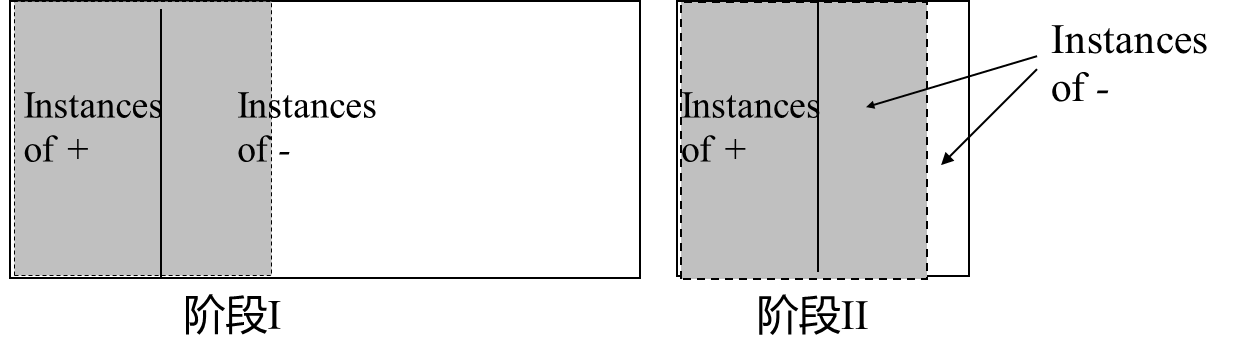 Instances
of +
Instances
of -
阶段I
Instances
of +
Instances
of -
阶段II